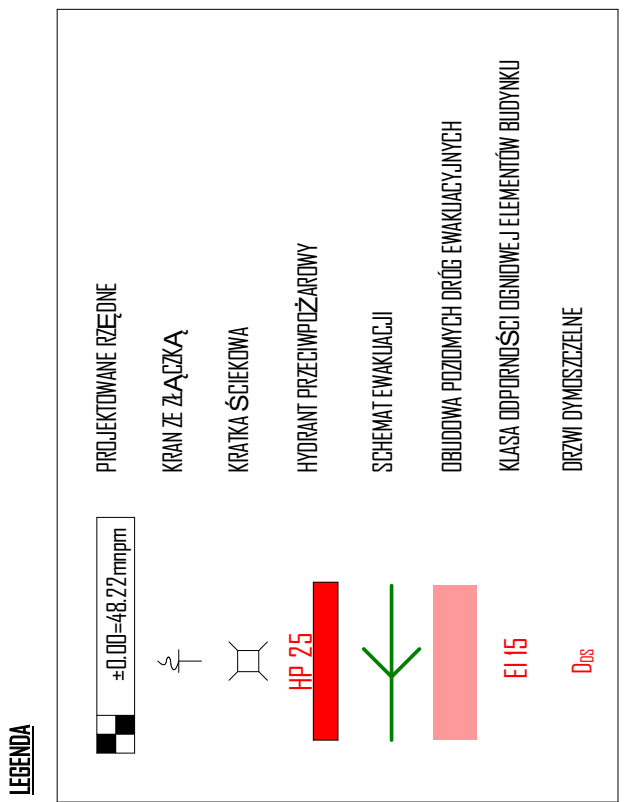 LEGENDA
±0.00=48.22mnpm
PROJEKTOWANE RZĘDNE
KRAN ZE ZŁĄCZKĄ
KRATKA ŚCIEKOWA
HP 25
HYDRANT PRZECIWPOŻAROWY
SCHEMAT EWAKUACJI
OBUDOWA POZIOMYCH DRÓG EWAKUACYJNYCH
EI 15
KLASA ODPORNOŚCI OGNIOWEJ ELEMENTÓW BUDYNKU
DDS
DRZWI DYMOSZCZELNE